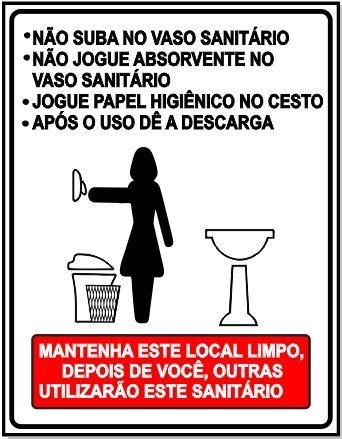 •NÃO SUBA NO VASO SANITÁRIO
•NÃO JOGUE ABSORVENTE NO
VASO SANITÁRIO
•JOGUE PAPEL HIGIÊNICO NO CESTO
•APÓS O USO DÊ A DESCARGA
MANTENHA ESTE LOCAL LIMPO,
DEPOIS DE VOCÊ, OUTRAS
UTILIZARÃO ESTE SANITÁRIO